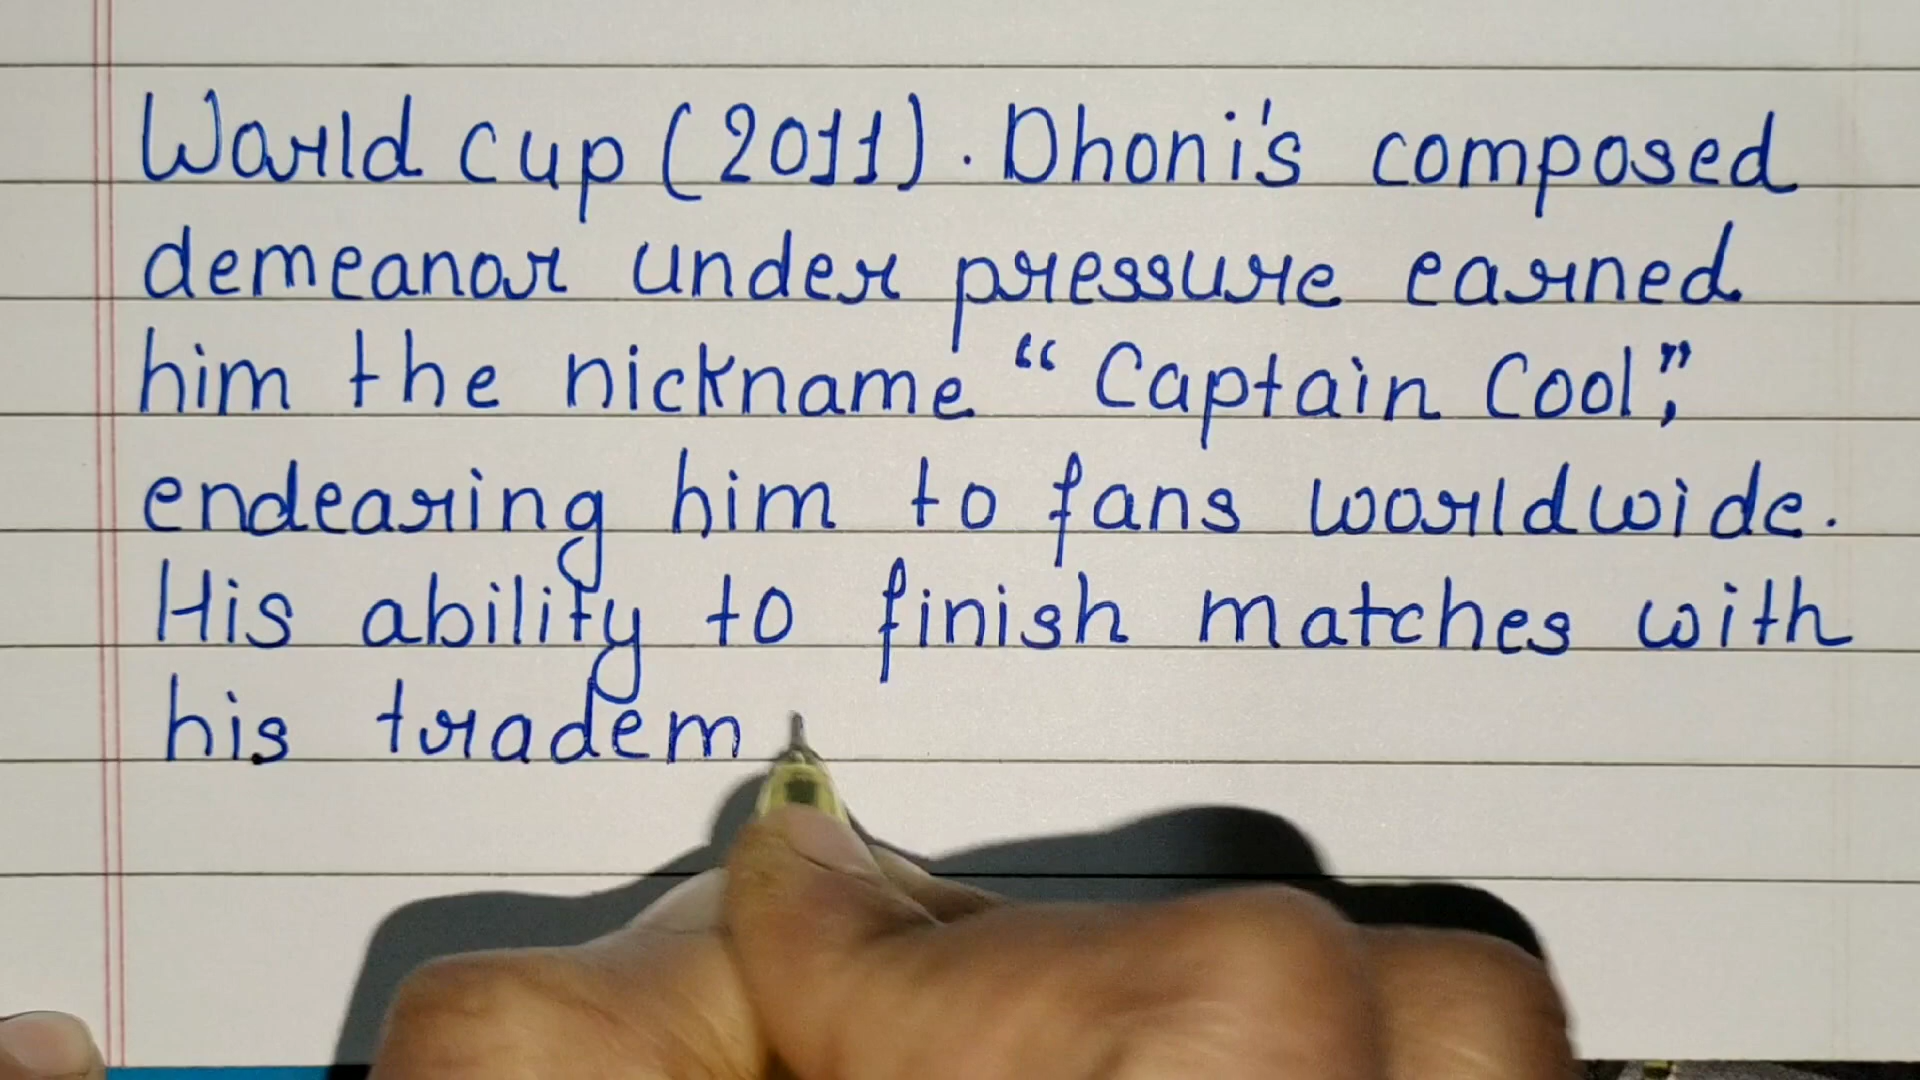 World cup (2011). Dhoni's composed
demeanor under pressure earned
him the nickname "Captain Cool,"
endearing him to fans worldwide.
His ability to finish matches with
his tradem